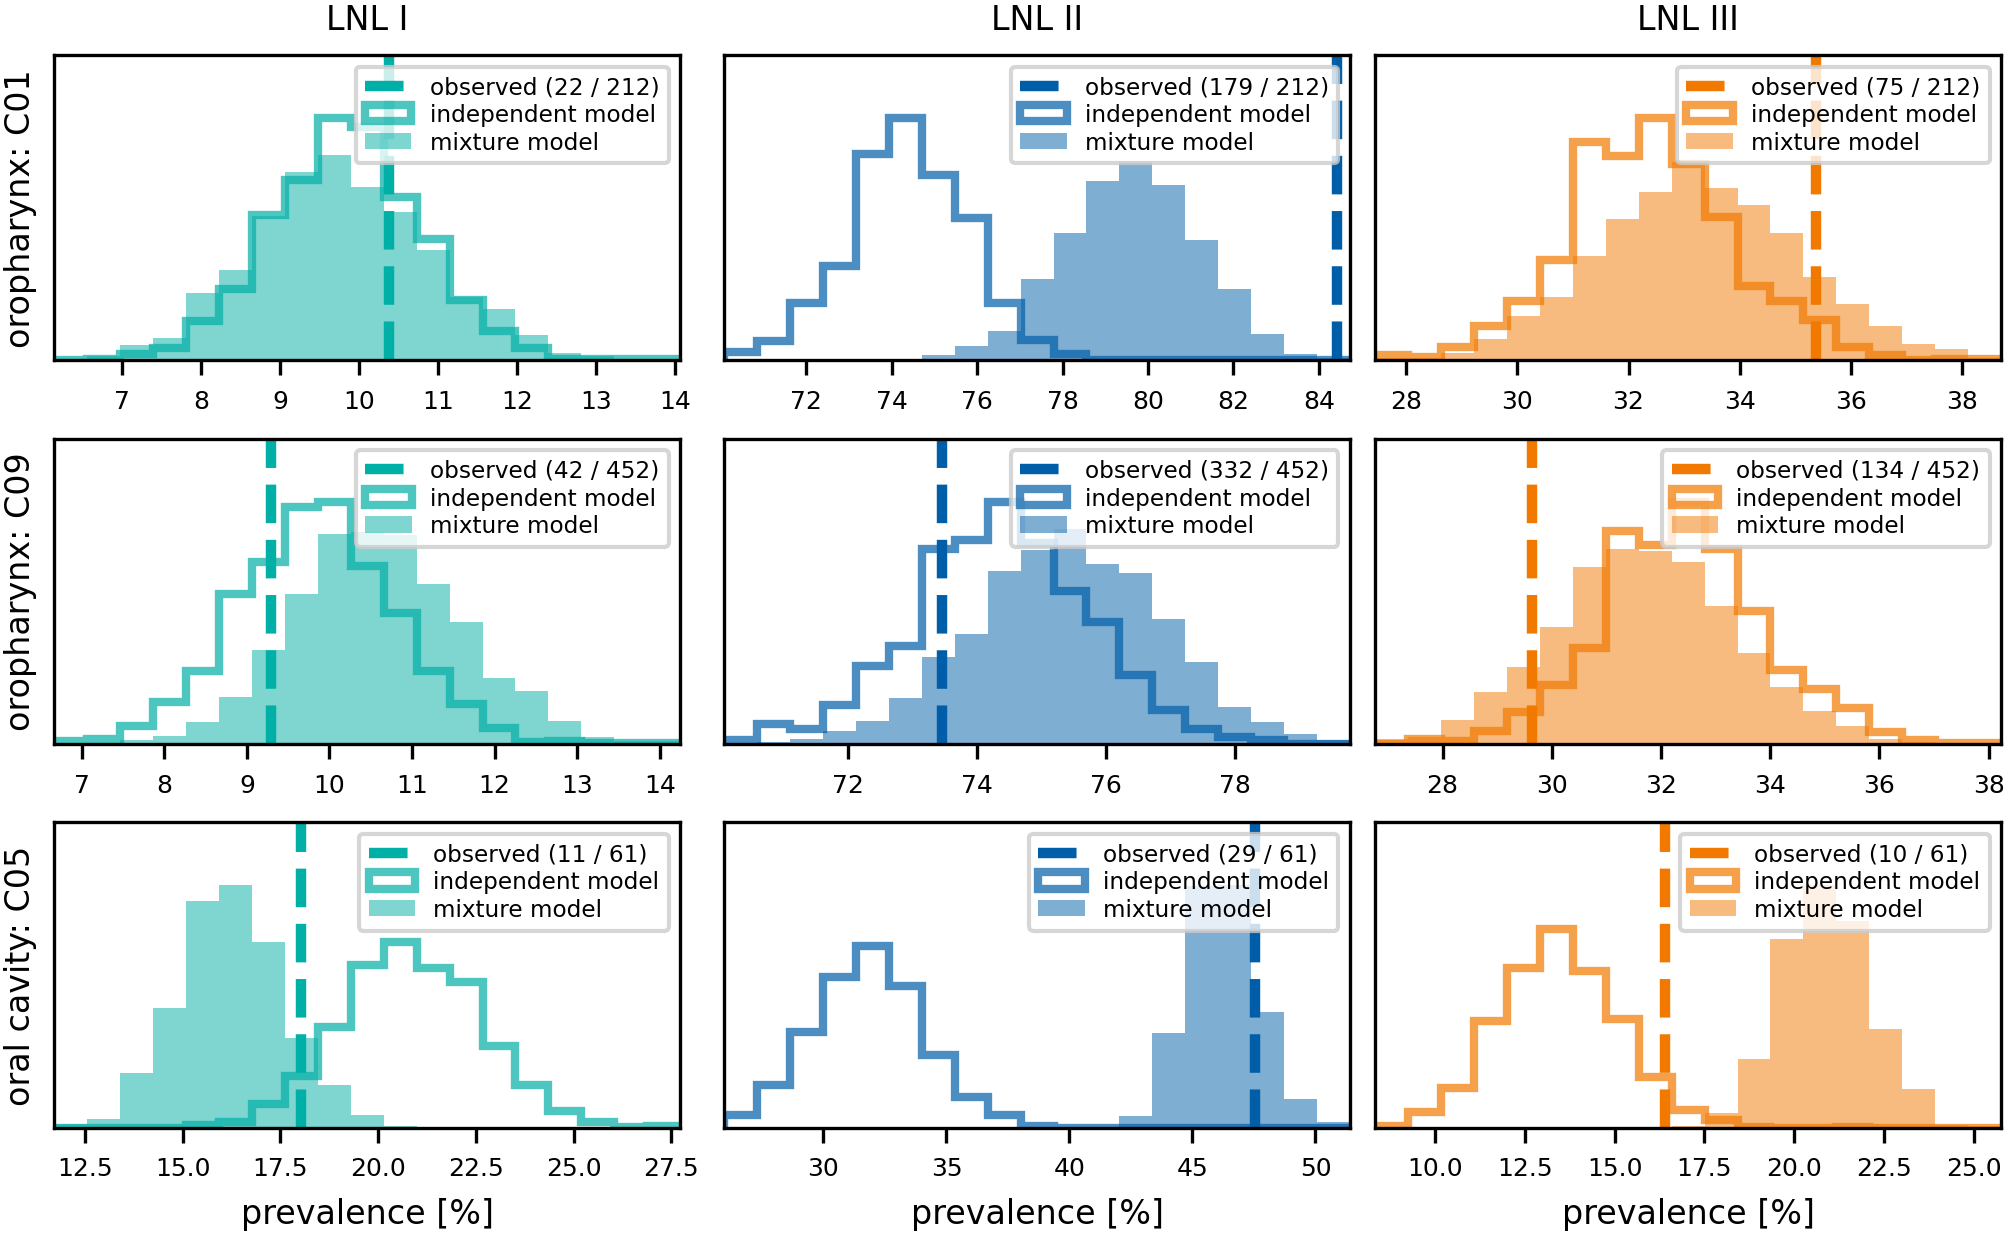 LNL I
LNL II
LNL III
oropharynx: C01
observed (22 / 212)
independent model
mixture model
7 8 9 10 11 12 13 14
observed (179 / 212)
independent model
mixture model
72 74 76 78 80 82 84
observed (75 / 212)
independent model
mixture model
28 30 32 34 36 38
oropharynx: C09
observed (42 / 452)
independent model
mixture model
7 8 9 10 11 12 13 14
observed (332 / 452)
independent model
mixture model
72 74 76 78
observed (134 / 452)
independent model
mixture model
28 30 32 34 36 38
oral cavity: C05
observed (11 / 61)
independent model
mixture model
12.5 15.0 17.5 20.0 22.5 25.0 27.5
prevalence [%]
observed (29 / 61)
independent model
mixture model
30 35 40 45 50
prevalence [%]
observed (10 / 61)
independent model
mixture model
10.0 12.5 15.0 17.5 20.0 22.5 25.0
prevalence [%]